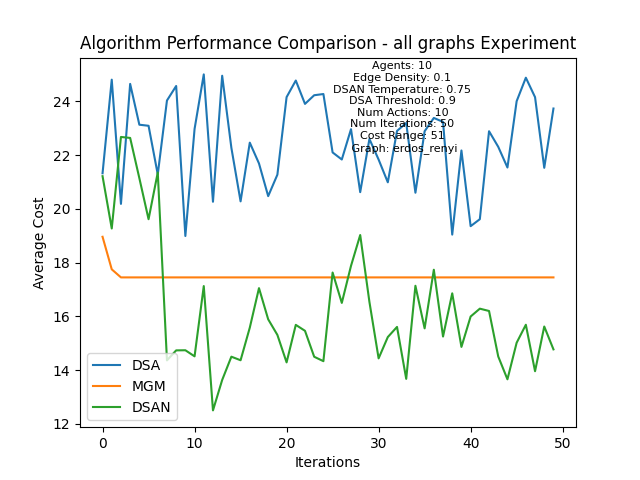 Algorithm Performance Comparison - all graphs Experiment
Agents: 10
Edge Density: 0.1
DSAN Temperature: 0.75
DSA Threshold: 0.9
Num Actions: 10
Num Iterations: 50
Cost Range: 51
Graph: erdos_renyi
Average Cost
24
22
20
18
16
14
12
DSA
MGM
DSAN
0
10
20
30
40
50
Iterations